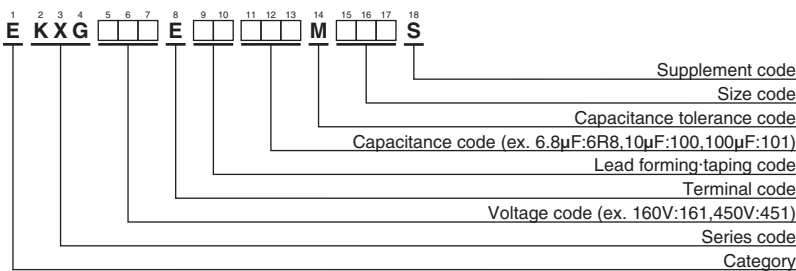 1 2 3 4 5 6 7 8 9 10 11 12 13 14 15 16 17 18
E KXG E M S
Supplement code
Size code
Capacitance tolerance code
Capacitance code (ex. 6.8μF:6R8,10μF:100,100μF:101)
Lead forming·taping code
Terminal code
Voltage code (ex. 160V:161,450V:451)
Series code
Category